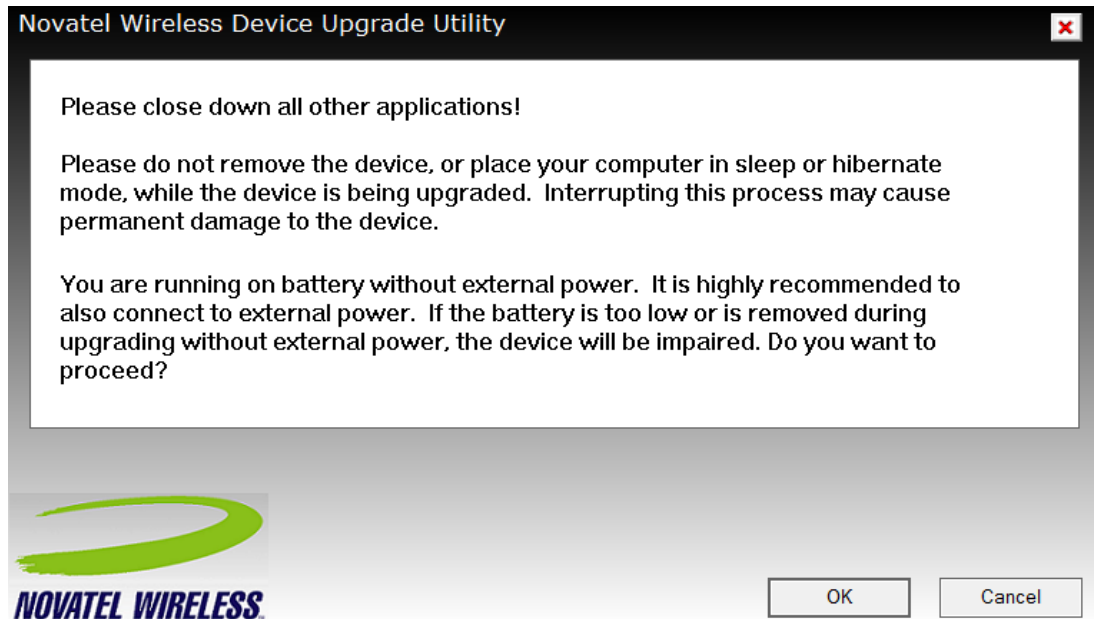 Novatel Wireless Device Upgrade Utility
Please close down all other applications!
Please do not remove the device, or place your computer in sleep or hibernate
mode, while the device is being upgraded.  Interrupting this process may cause
permanent damage to the device.
You are running on battery without external power.  It is highly recommended to
also connect to external power.  If the battery is too low or is removed during
upgrading without external power, the device will be impaired. Do you want to
proceed?
NOVATEL WIRELESS
OK
Cancel